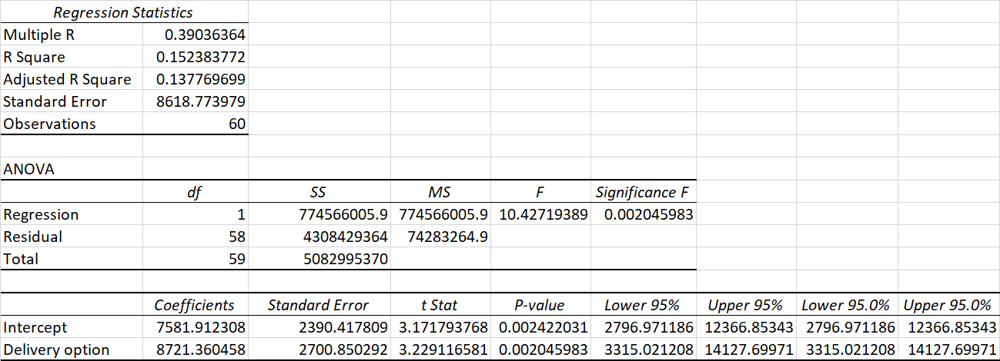 Regression Statistics
Multiple R 0.39036364
R Square 0.152383772
Adjusted R Square 0.137769699
Standard Error 8618.773979
Observations 60
ANOVA
df SS MS F Significance F
Regression 1 774566005.9 774566005.9 10.42719389 0.002045983
Residual 58 4308429364 74283264.9
Total 59 5082995370
Coefficients Standard Error t Stat P-value Lower 95% Upper 95% Lower 95.0% Upper 95.0%
Intercept 7581.912308 2390.417809 3.171793768 0.002422031 2796.971186 12366.85343 2796.971186 12366.85343
Delivery option 8721.360458 2700.850292 3.229116581 0.002045983 3315.021208 14127.69971 3315.021208 14127.69971